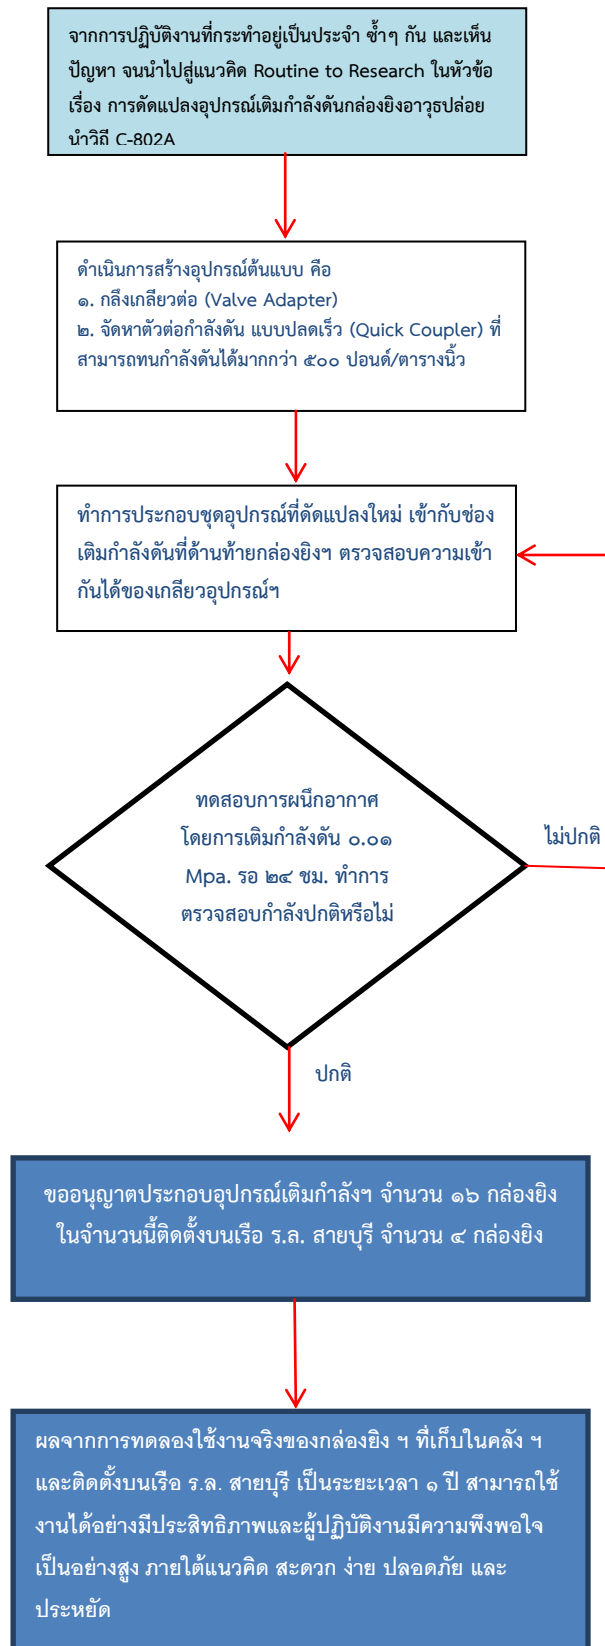 จากการปฏิบัติงานที่กระทำอยู่เป็นประจำ ซ้ำๆ กัน และเห็น
ปัญหา จนนำไปสู่แนวคิด Routine to Research ในหัวข้อ
เรื่อง การดัดแปลงอุปกรณ์เติมกำลังดันกล่องยิงอาวุธปล่อย
นำวิถี C-802A
ดำเนินการสร้างอุปกรณ์ต้นแบบ คือ
๑. กลึงเกลียวต่อ (Valve Adapter)
๒. จัดหาตัวต่อกำลังดัน แบบปลดเร็ว (Quick Coupler) ที่
สามารถทนกำลังดันได้มากกว่า ๕๐๐ ปอนด์/ตารางนิ้ว
ทำการประกอบชุดอุปกรณ์ที่ดัดแปลงใหม่ เข้ากับช่อง
เติมกำลังดันที่ด้านท้ายกล่องยิงฯ ตรวจสอบความเข้า
กันได้ของเกลียวอุปกรณ์ฯ
ทดสอบการผนึกอากาศ
โดยการเติมกำลังดัน ๐.๐๑
Mpa. รอ ๒๔ ชม. ทำการ
ตรวจสอบกำลังปกติหรือไม่
ไม่ปกติ
ปกติ
ขออนุญาตประกอบอุปกรณ์เติมกำลังฯ จำนวน ๑๖ กล่องยิง
ในจำนวนนี้ติดตั้งบนเรือ ร.ล. สายบุรี จำนวน ๔ กล่องยิง
ผลจากการทดลองใช้งานจริงของกล่องยิง ฯ ที่เก็บในคลัง ฯ
และติดตั้งบนเรือ ร.ล. สายบุรี เป็นระยะเวลา ๑ ปี สามารถใช้
งานได้อย่างมีประสิทธิภาพและผู้ปฏิบัติงานมีความพึงพอใจ
เป็นอย่างสูง ภายใต้แนวคิด สะดวก ง่าย ปลอดภัย และ
ประหยัด